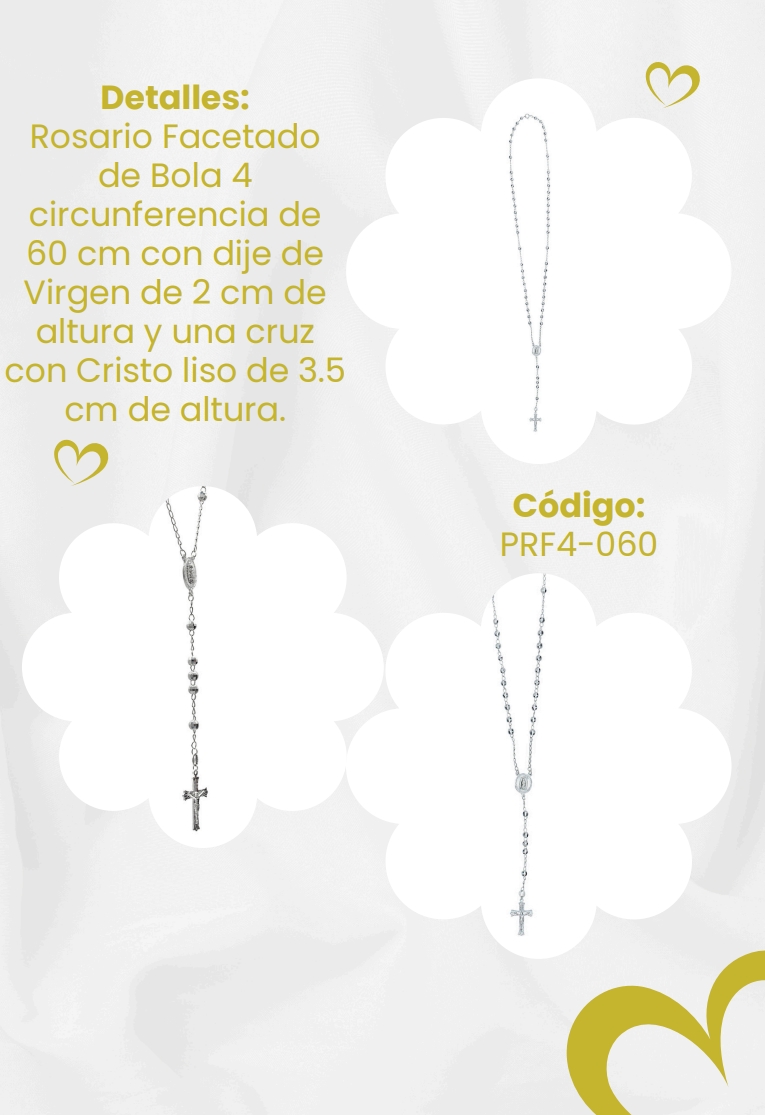 Detalles:
Rosario Facetado
de Bola 4
circunferencia de
60 cm con dije de
Virgen de 2 cm de
altura y una cruz
con Cristo liso de 3.5
cm de altura.
Código:
PRF4-060